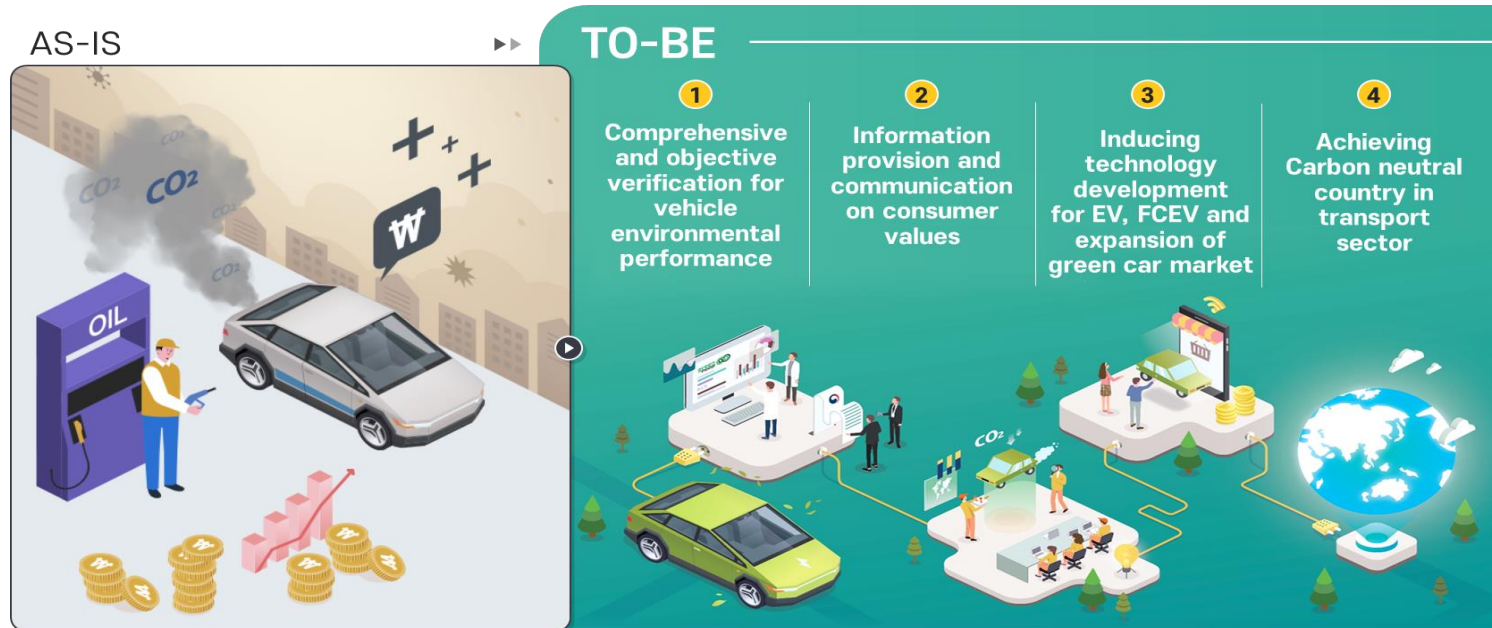 AS-IS
TO-BE
CO2
CO2
CO2
CO2
₩
OIL
₩
₩
₩
₩
₩
₩
1
Comprehensive
and objective
verification for
vehicle
environmental
performance
2
Information
provision and
communication
on consumer
values
3
Inducing
technology
development
for EV, FCEV and
expansion of
green car market
4
Achieving
Carbon neutral
country in
transport
sector
CO2